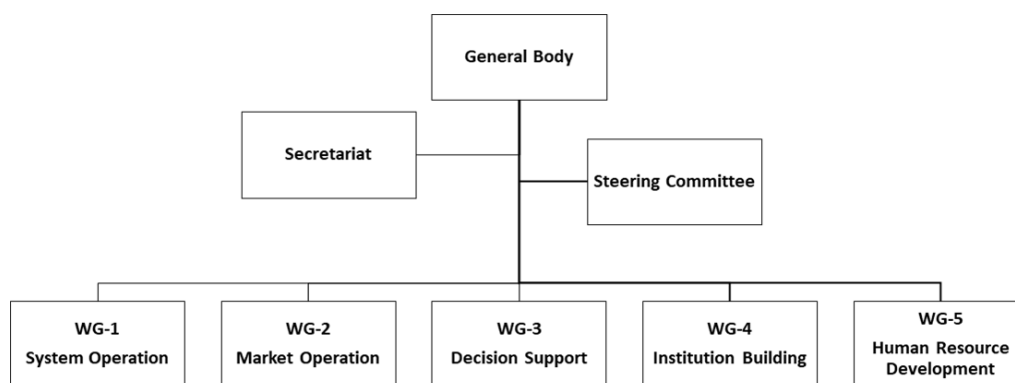 General Body
Secretariat
Steering Committee
WG-1
System Operation
WG-2
Market Operation
WG-3
Decision Support
WG-4
Institution Building
WG-5
Human Resource
Development